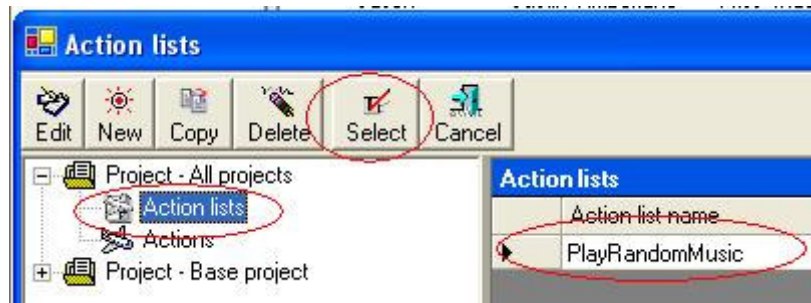 Action lists
Edit New Copy Delete Select Cancel
Project - All projects
Action lists
Actions
Project - Base project
Action lists
Action list name
PlayRandomMusic